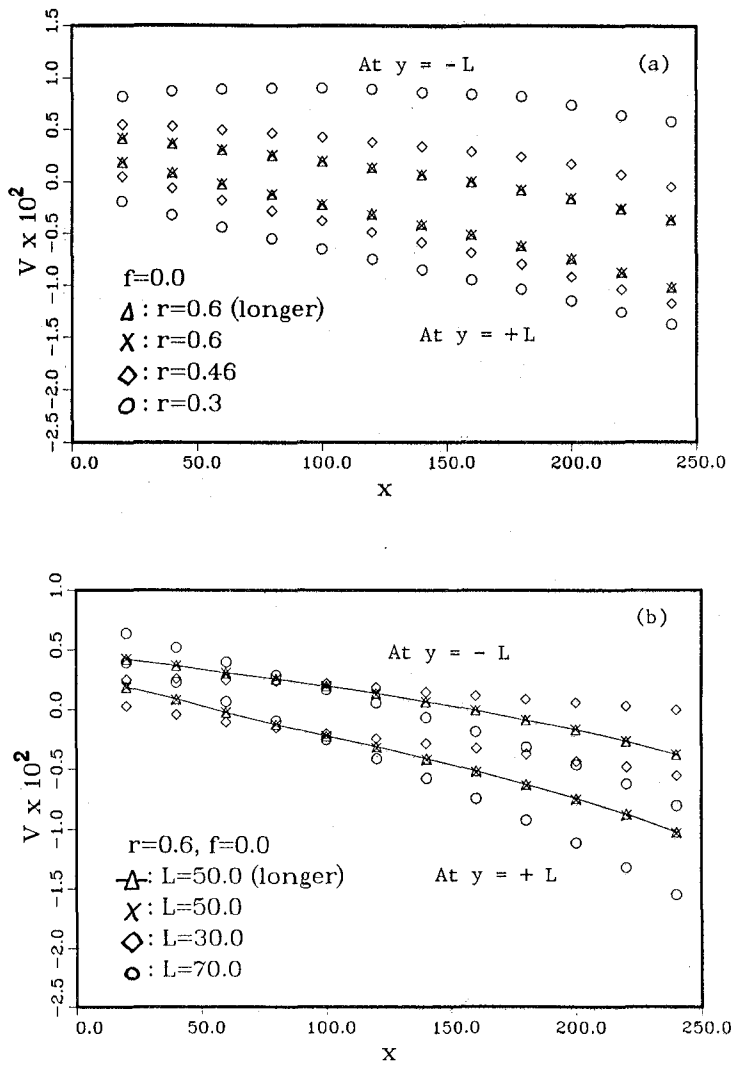 (a)
At y = - L
1.5
1.0
0.5
0.0
-0.5
-1.0
-1.5
-2.0
-2.5
V x 10²
f=0.0
Δ : r=0.6 (longer)
X : r=0.6
◇ : r=0.46
○ : r=0.3
At y = +L
0.0 50.0 100.0 150.0 200.0 250.0
x
(b)
At y = - L
1.0
0.5
0.0
-0.5
-1.0
-1.5
-2.0
-2.5
V x 10²
r=0.6, f=0.0
Δ : L=50.0 (longer)
X : L=50.0
◇ : L=30.0
○ : L=70.0
At y = + L
0.0 50.0 100.0 150.0 200.0 250.0
x